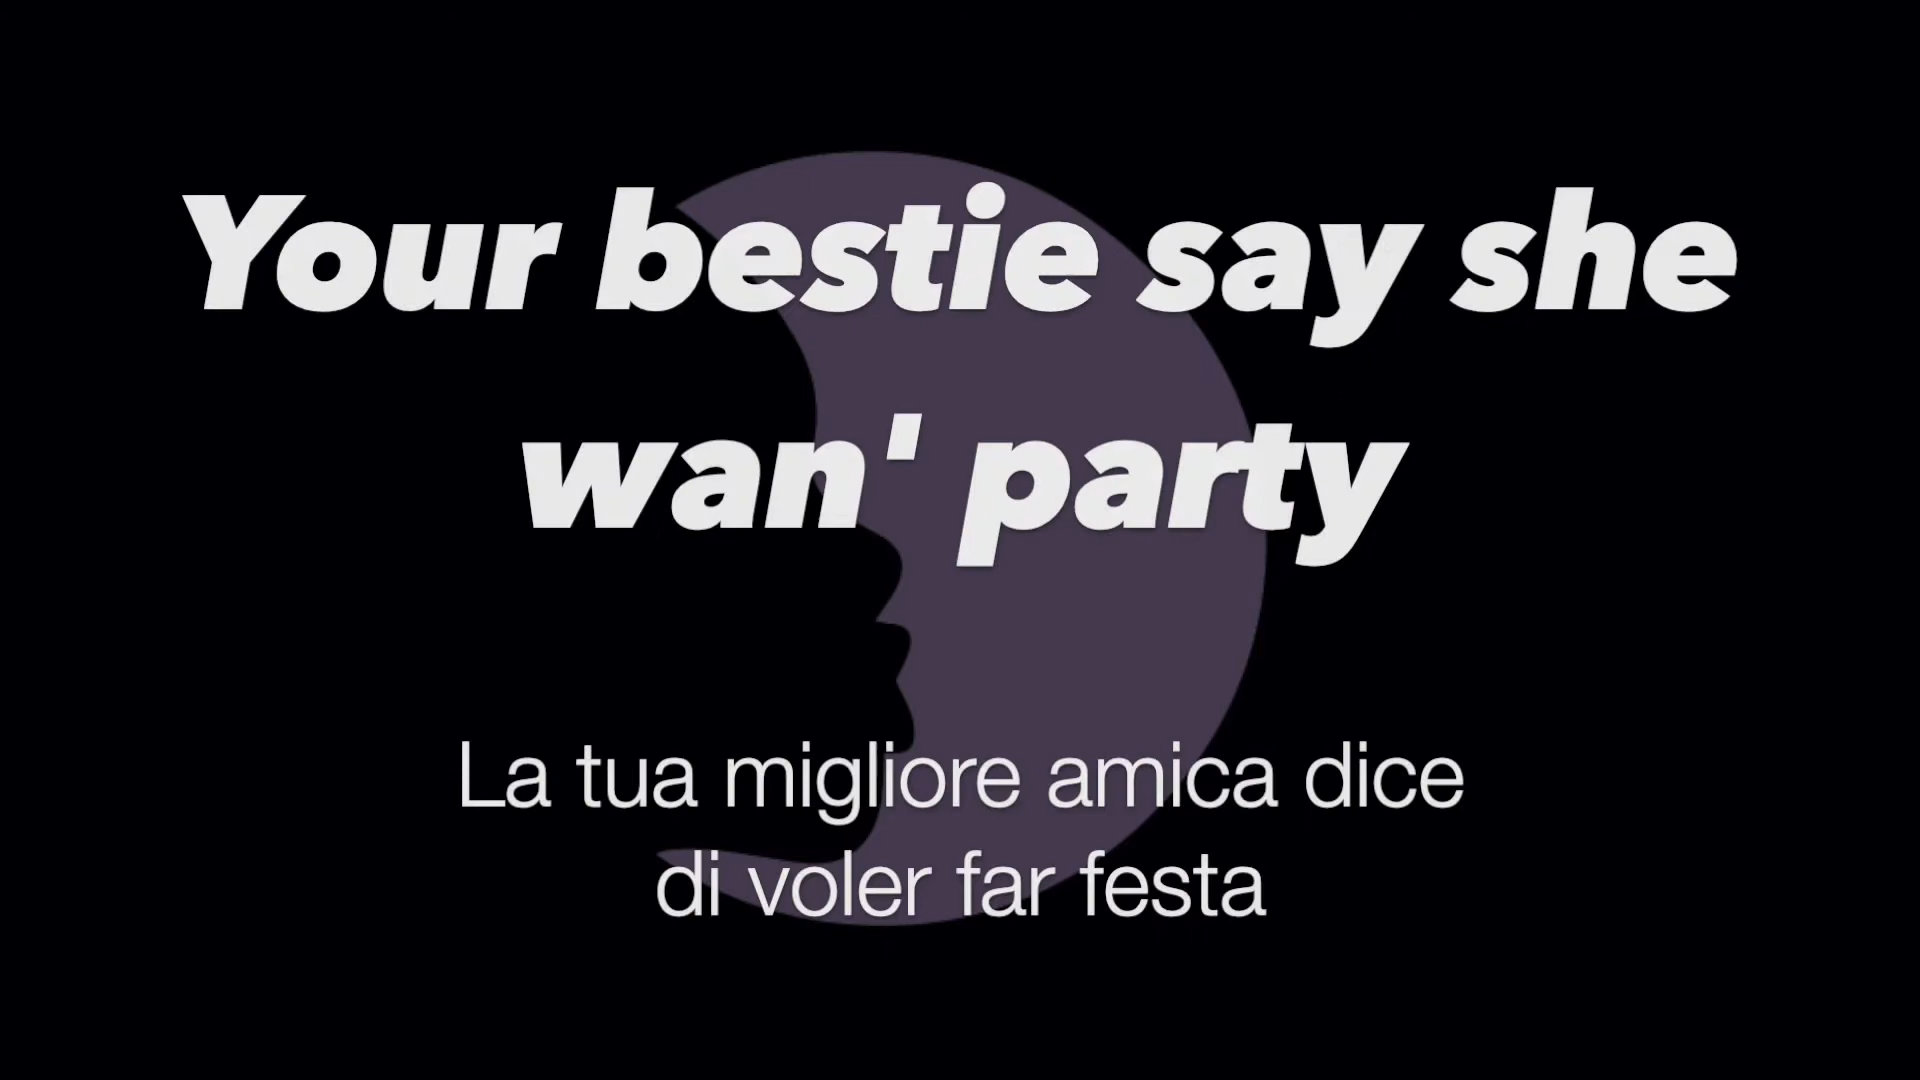 Your bestie say she
wan' party
La tua migliore amica dice
di voler far festa